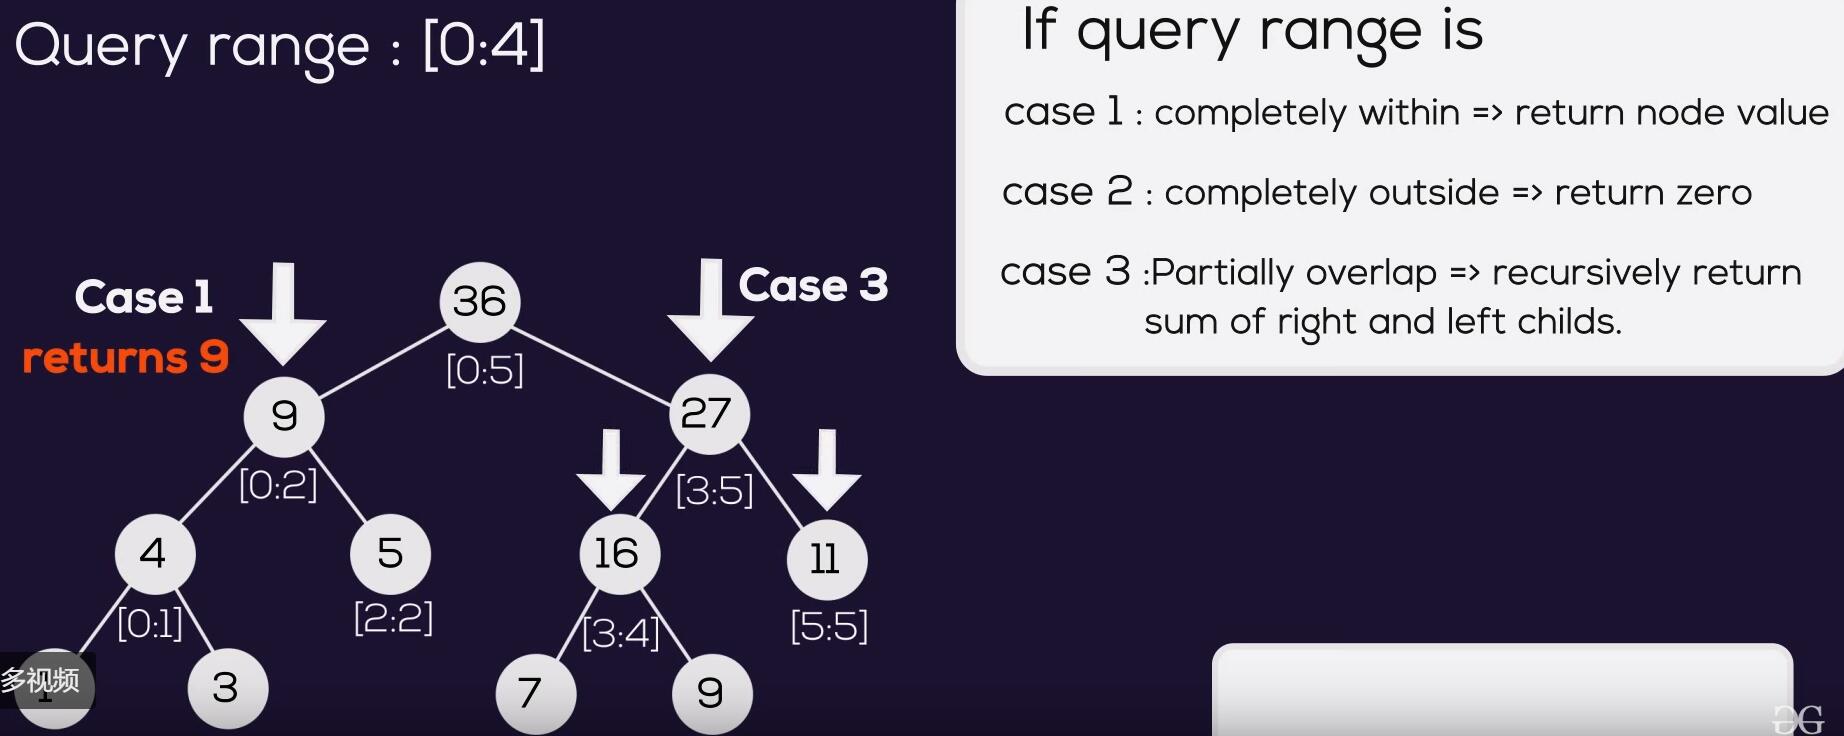 Query range : [0:4]
If query range is
case 1 : completely within => return node value
case 2 : completely outside => return zero
case 3 :Partially overlap => recursively return
sum of right and left childs.
Case 1
returns 9
Case 3
36
[0:5]
9
[0:2]
27
[3:5]
4
[0:1]
5
[2:2]
16
[3:4]
11
[5:5]
1
3
7
9
多视频
GG